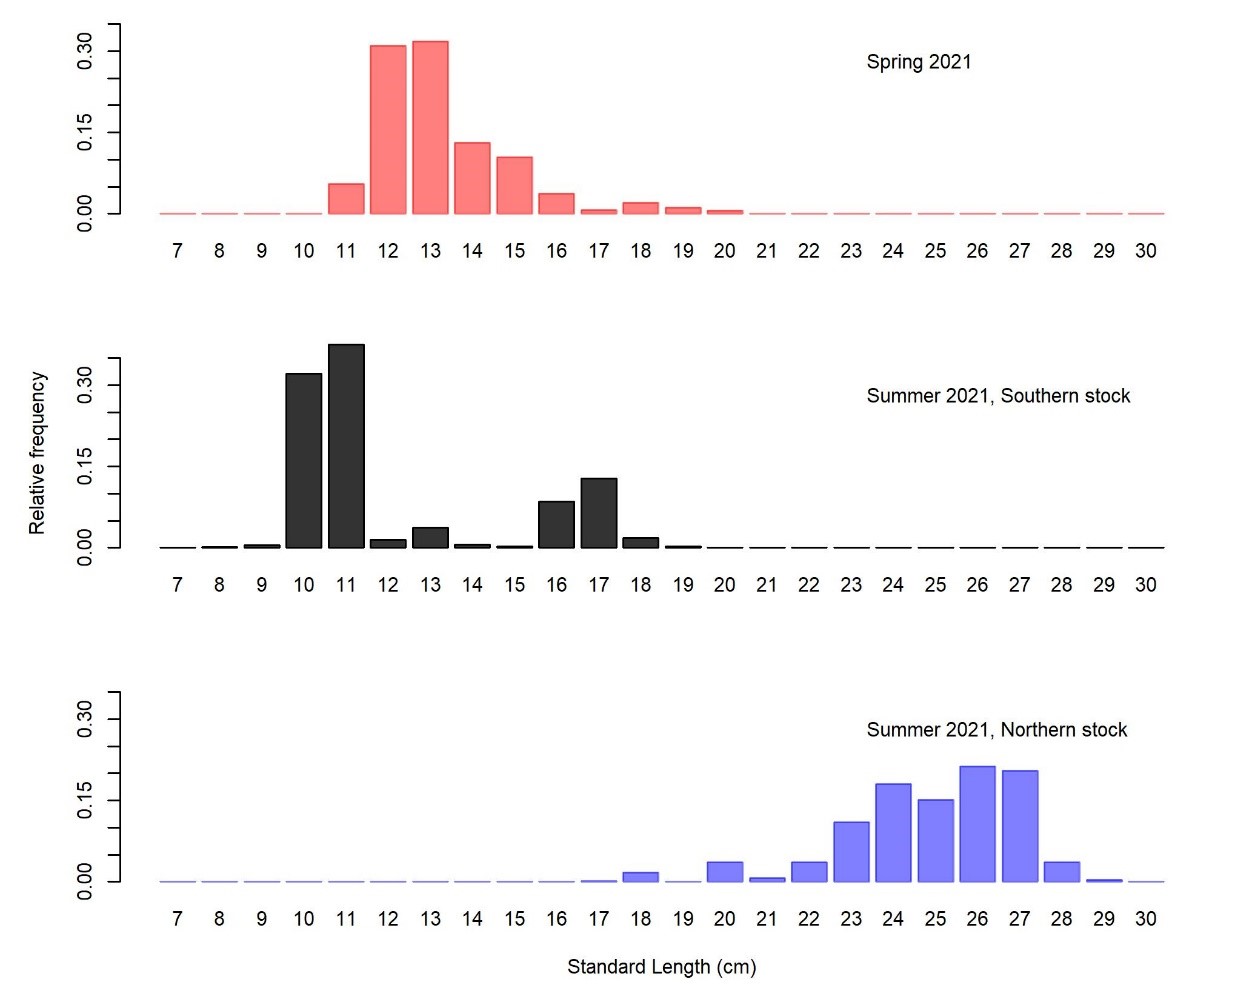 Spring 2021
0.30
0.15
0.00
7 8 9 10 11 12 13 14 15 16 17 18 19 20 21 22 23 24 25 26 27 28 29 30
Summer 2021, Southern stock
0.30
0.15
0.00
7 8 9 10 11 12 13 14 15 16 17 18 19 20 21 22 23 24 25 26 27 28 29 30
Relative frequency
Summer 2021, Northern stock
0.30
0.15
0.00
7 8 9 10 11 12 13 14 15 16 17 18 19 20 21 22 23 24 25 26 27 28 29 30
Standard Length (cm)